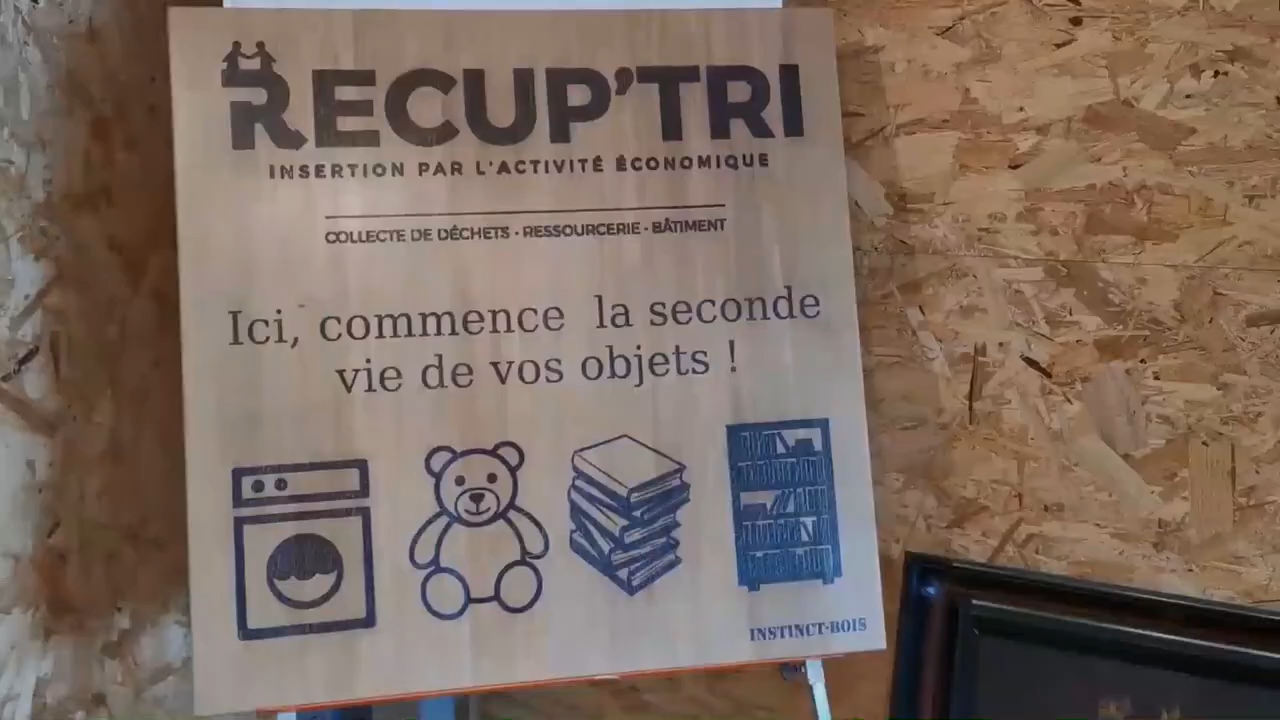 RECUP'TRI
INSERTION PAR L'ACTIVITÉ ÉCONOMIQUE
COLLECTE DE DÉCHETS - RESSOURCERIE - BÂTIMENT
Ici, commence la seconde
vie de vos objets !
INSTINCT-BOIS